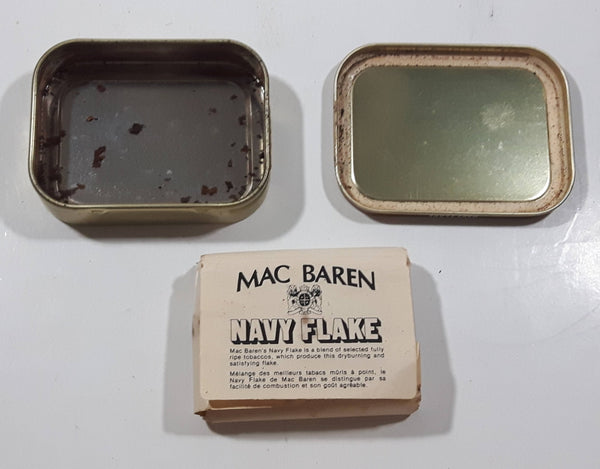 MAC BAREN
NAVY FLAKE
Mac Baren's Navy Flake is a blend of selected fully
ripe tobaccos, which produce this dryburning and
satisfying flake.
Mélange des meilleurs tabacs mûris à point, le
Navy Flake de Mac Baren se distingue par sa
facilité de combustion et son goût agréable.